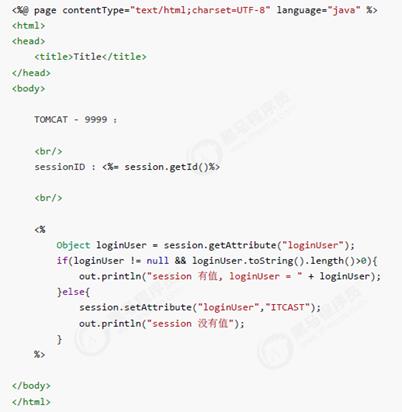 <%@ page contentType="text/html;charset=UTF-8" language="java" %>
<html>
<head>
    <title>Title</title>
</head>
<body>
    TOMCAT - 9999 :
    <br/>
    sessionID : <%= session.getId()%>
    <br/>
    <%
        Object loginUser = session.getAttribute("loginUser");
        if(loginUser != null && loginUser.toString().length()>0){
            out.println("session 有值, loginUser = " + loginUser);
        }else{
            session.setAttribute("loginUser","ITCAST");
            out.println("session 没有值");
        }
    %>
</body>
</html>